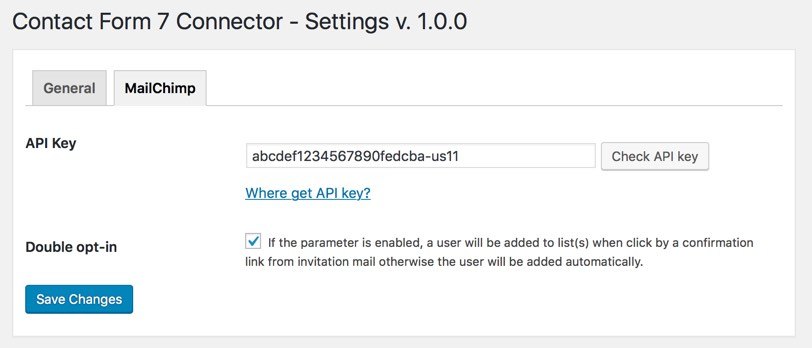 Contact Form 7 Connector - Settings v. 1.0.0
General MailChimp
API Key abcdef1234567890fedcba-us11 Check API key
Where get API key?
Double opt-in If the parameter is enabled, a user will be added to list(s) when click by a confirmation
link from invitation mail otherwise the user will be added automatically.
Save Changes